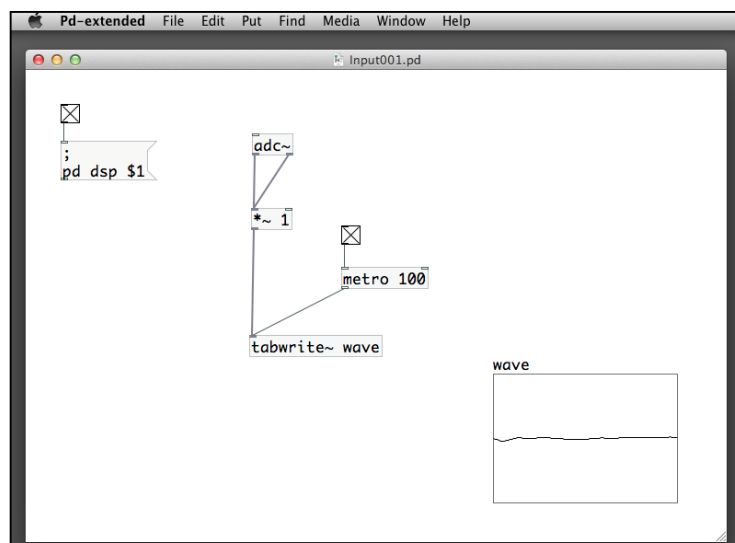 Pd-extended File Edit Put Find Media Window Help
Input001.pd
;
pd dsp $1
adc~
*~ 1
metro 100
tabwrite~ wave
wave